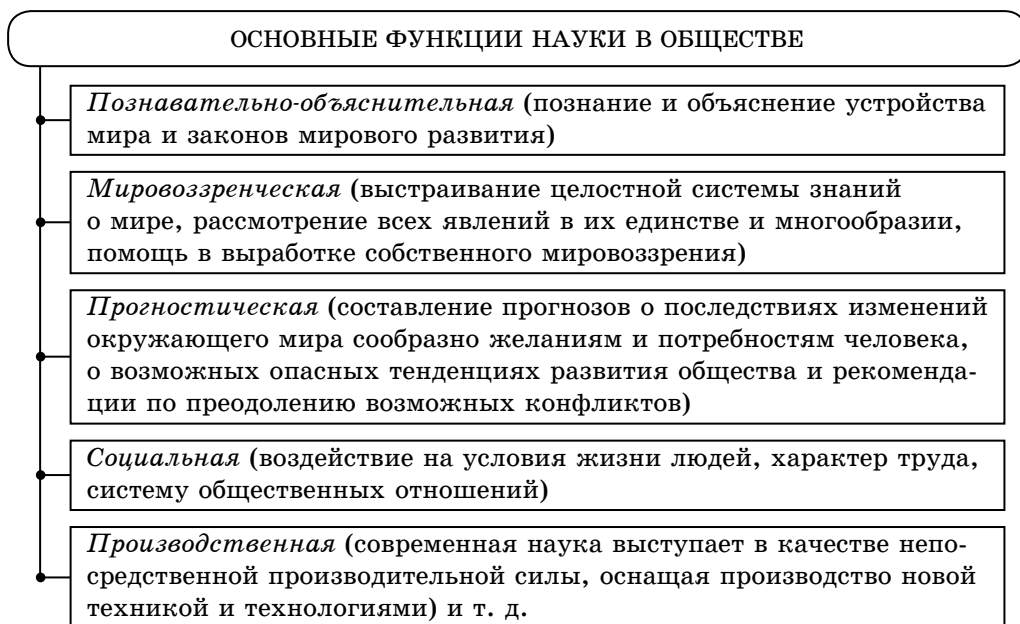 ОСНОВНЫЕ ФУНКЦИИ НАУКИ В ОБЩЕСТВЕ
Познавательно-объяснительная (познание и объяснение устройства
мира и законов мирового развития)
Мировоззренческая (выстраивание целостной системы знаний
о мире, рассмотрение всех явлений в их единстве и многообразии,
помощь в выработке собственного мировоззрения)
Прогностическая (составление прогнозов о последствиях изменений
окружающего мира сообразно желаниям и потребностям человека,
о возможных опасных тенденциях развития общества и рекоменда-
ции по преодолению возможных конфликтов)
Социальная (воздействие на условия жизни людей, характер труда,
систему общественных отношений)
Производственная (современная наука выступает в качестве непо-
средственной производительной силы, оснащая производство новой
техникой и технологиями) и т. д.